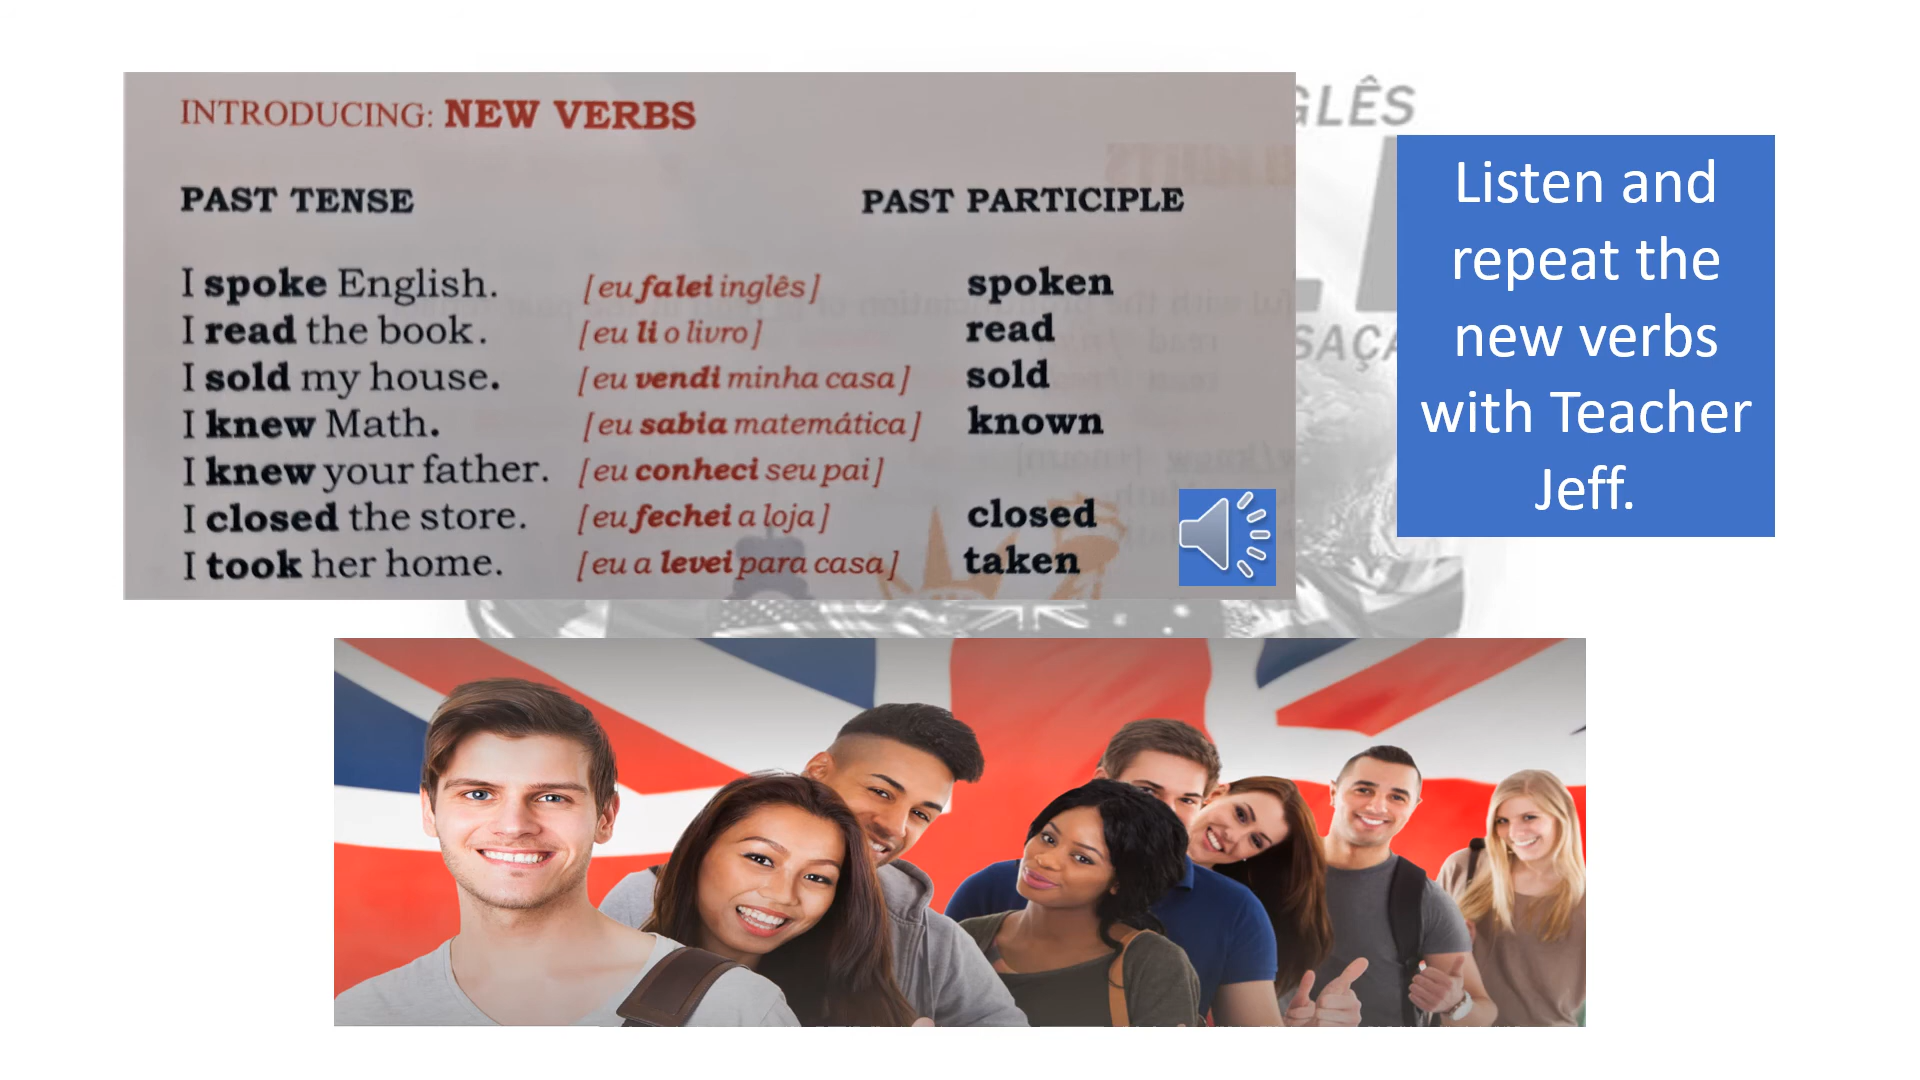 INTRODUCING: NEW VERBS
PAST TENSE PAST PARTICIPLE
I spoke English. [eu falei inglês] spoken
I read the book. [eu li o livro] read
I sold my house. [eu vendi minha casa] sold
I knew Math. [eu sabia matemática] known
I knew your father. [eu conheci seu pai]
I closed the store. [eu fechei a loja] closed
I took her home. [eu a levei para casa] taken
Listen and
repeat the
new verbs
with Teacher
Jeff.